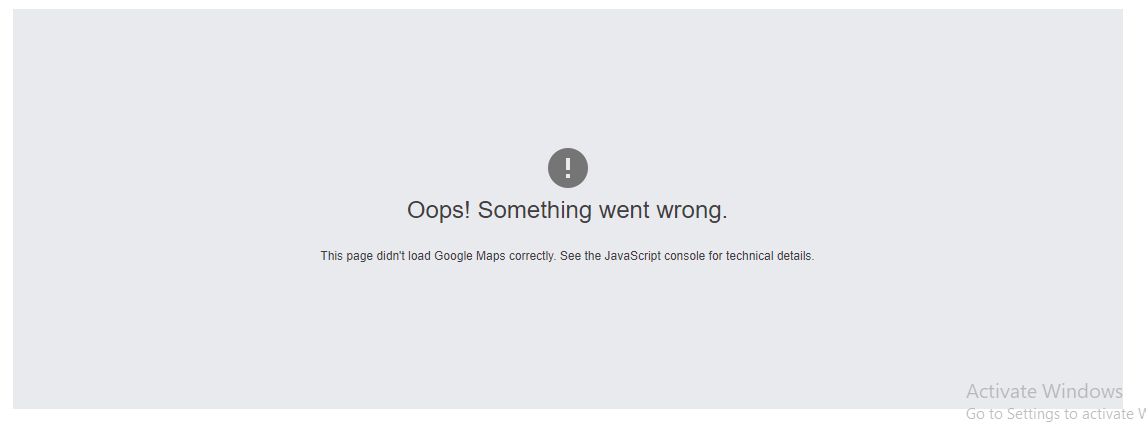 !
Oops! Something went wrong.
This page didn't load Google Maps correctly. See the JavaScript console for technical details.
Activate Windows
Go to Settings to activate W